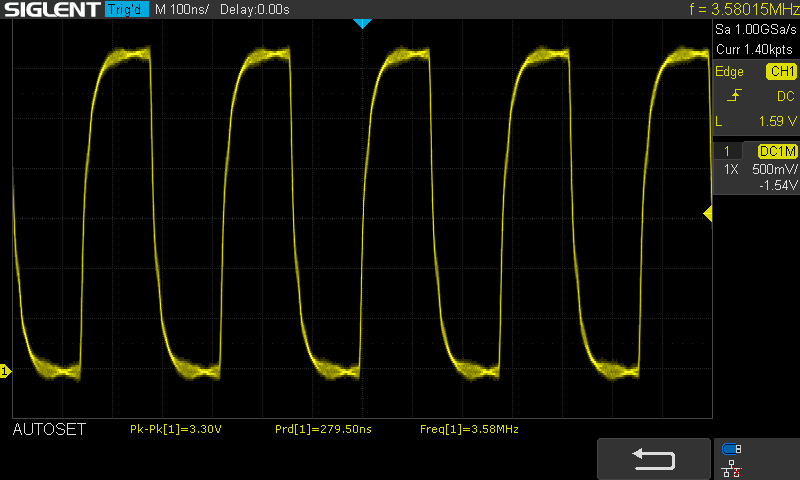 SIGLENT Trig'd M 100ns/ Delay:0.00s f = 3.58015MHz
Sa 1.00GSa/s
Curr 1.40kpts
Edge CH1
DC
L 1.59 V
1 DC1M
1X 500mV/
-1.54V
1
AUTOSET Pk-Pk[1]=3.30V Prd[1]=279.50ns Freq[1]=3.58MHz